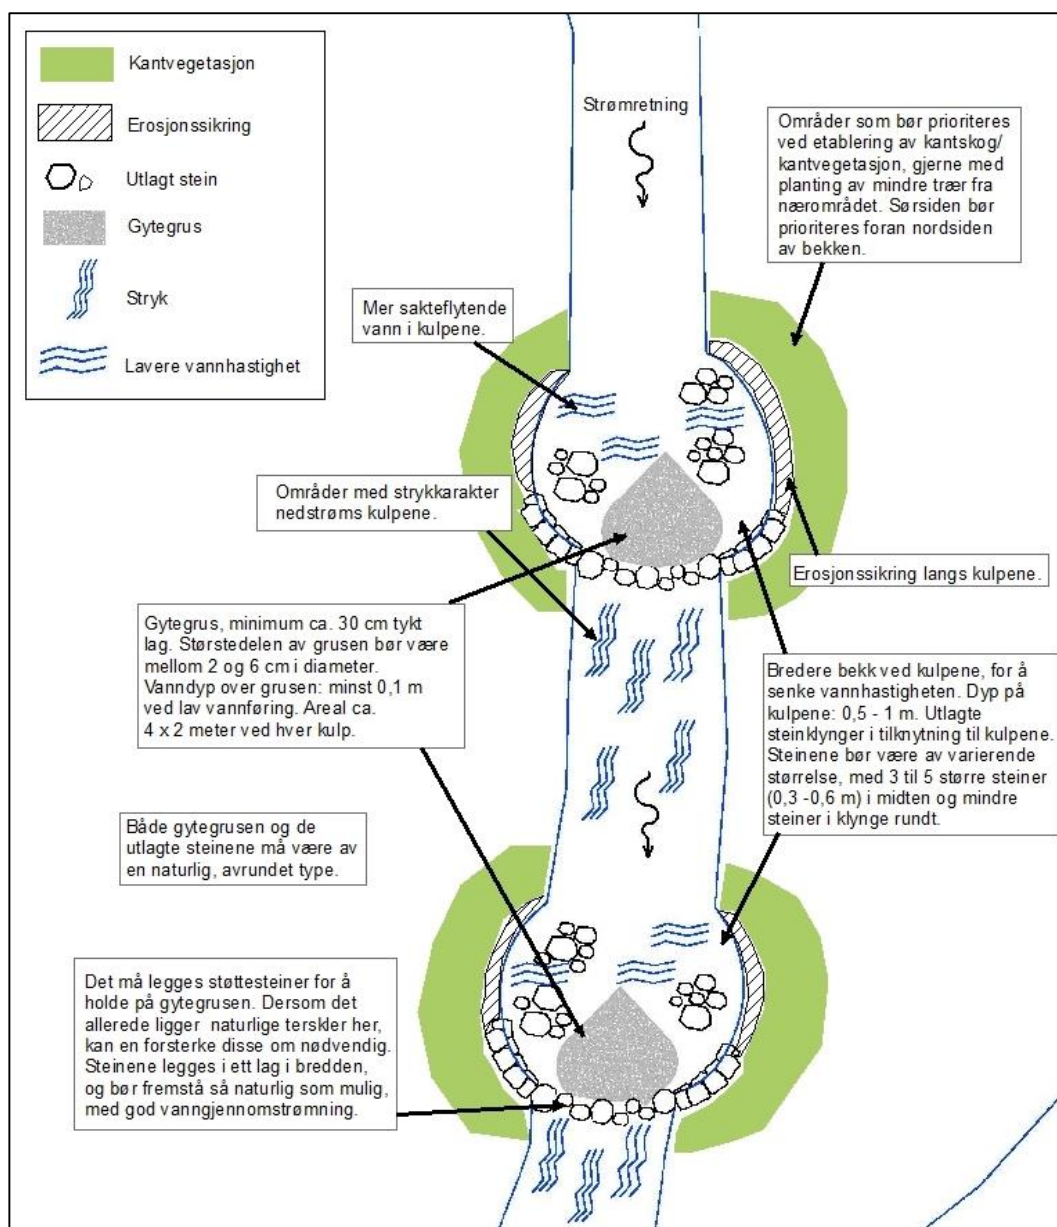 Kantvegetasjon
Erosjonssikring
Utlagt stein
Gytegrus
Stryk
Lavere vannhastighet
Strømretning
Områder som bør prioriteres
ved etablering av kantskog/
kantvegetasjon, gjerne med
planting av mindre trær fra
nærområdet. Sørsiden bør
prioriteres foran nordsiden
av bekken.
Mer sakteflytende
vann i kulpene.
Områder med strykkarakter
nedstrøms kulpene.
Erosjonssikring langs kulpene.
Gytegrus, minimum ca. 30 cm tykt
lag. Størstedelen av grusen bør være
mellom 2 og 6 cm i diameter.
Vanndyp over grusen: minst 0,1 m
ved lav vannføring. Areal ca.
4 x 2 meter ved hver kulp.
Bredere bekk ved kulpene, for å
senke vannhastigheten. Dyp på
kulpene: 0,5 - 1 m. Utlagte
steinklynger i tilknytning til kulpene.
Steinene bør være av varierende
størrelse, med 3 til 5 større steiner
(0,3 -0,6 m) i midten og mindre
steiner i klynge rundt.
Både gytegrusen og de
utlagte steinene må være av
en naturlig, avrundet type.
Det må legges støttesteiner for å
holde på gytegrusen. Dersom det
allerede ligger naturlige terskler her,
kan en forsterke disse om nødvendig.
Steinene legges i ett lag i bredden,
og bør fremstå så naturlig som mulig,
med god vanngjennomstrømning.